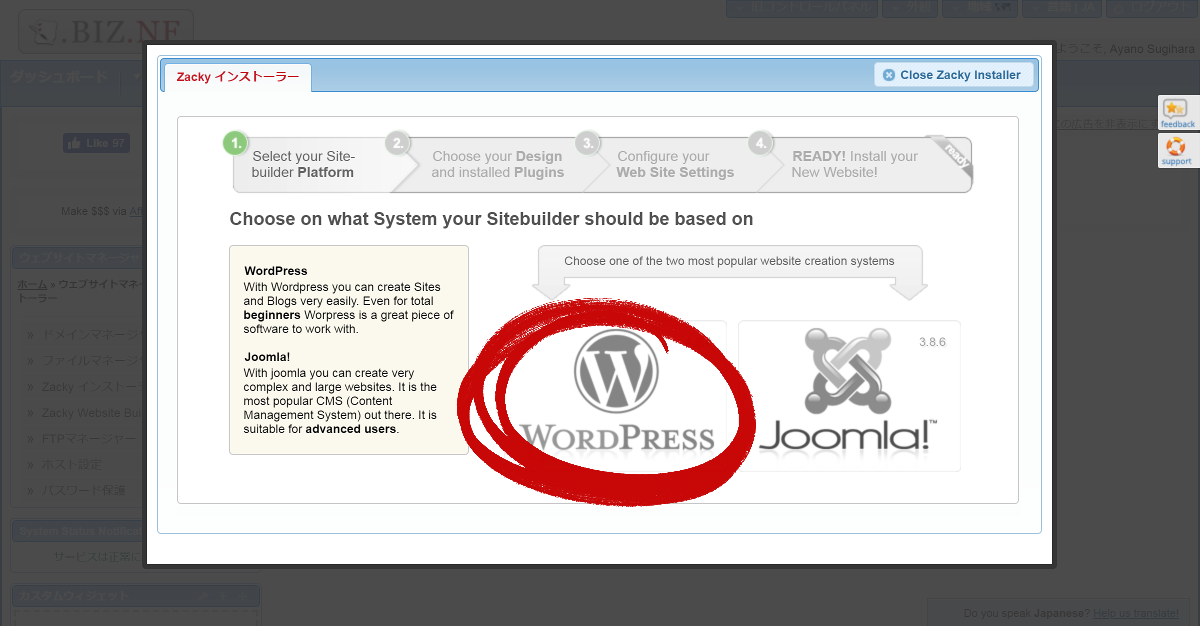 .BIZ.NF
ようこそ, Ayano Sugihara
ダッシュボード
Like 97
Make $$$ via
ウェブサイトマネージャ
ホーム » ウェブサイトマネ
トーラー
» ドメインマネージャ
» ファイルマネージ
» Zacky インストー
» Zacky Website Bui
» FTPマネージャー
» ホスト設定
» パスワード保護
System Status Notifica
サービスは正常に
カスタムウィジェット
Zacky インストーラー
Close Zacky Installer
1.
Select your Site-
builder Platform
2.
Choose your Design
and installed Plugins
3.
Configure your
Web Site Settings
4.
READY! Install your
New Website!
ready
Choose on what System your Sitebuilder should be based on
WordPress
With Wordpress you can create Sites
and Blogs very easily. Even for total
beginners Worpress is a great piece of
software to work with.
Joomla!
With joomla you can create very
complex and large websites. It is the
most popular CMS (Content
Management System) out there. It is
suitable for advanced users.
Choose one of the two most popular website creation systems
WORDPRESS
3.8.6
Joomla!™
feedback
support
Do you speak Japanese? Help us translate!